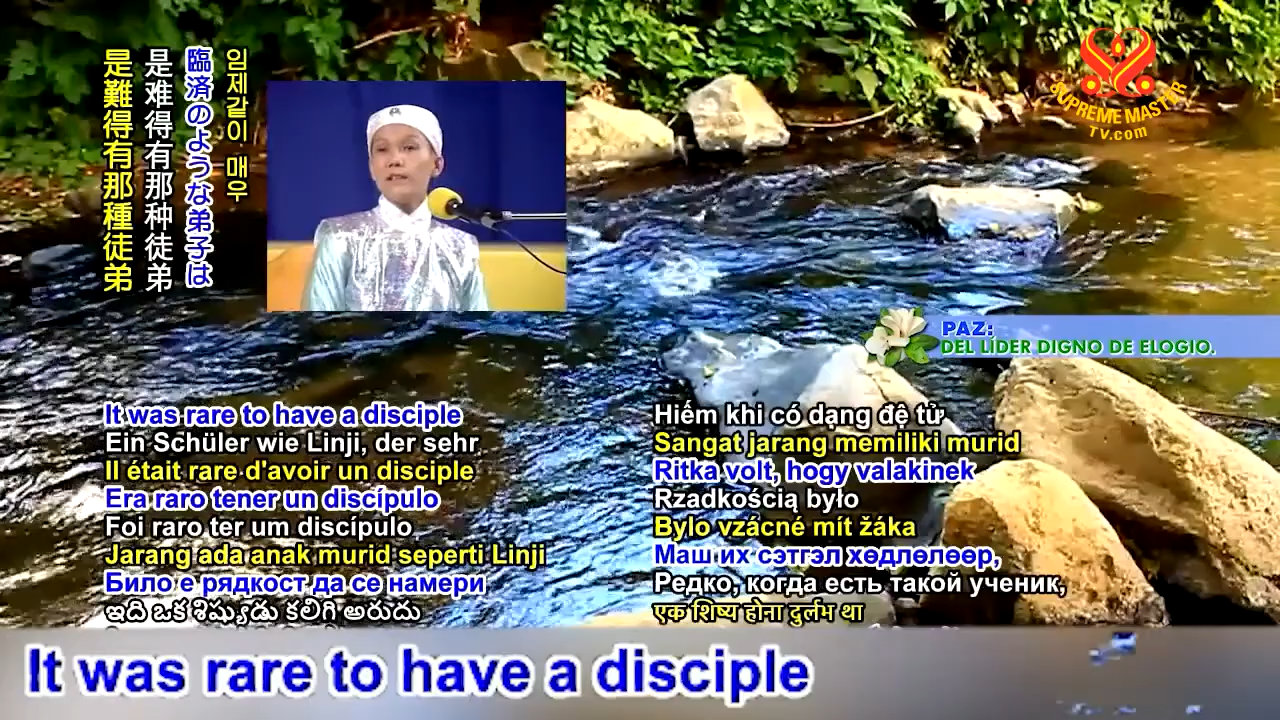 임제같이 매우
臨済のような弟子は
是难得有那种徒弟
是難得有那種徒弟
SUPREME MASTER
TV.com
PAZ:
DEL LÍDER DIGNO DE ELOGIO.
It was rare to have a disciple
Ein Schüler wie Linji, der sehr
Il était rare d'avoir un disciple
Era raro tener un discípulo
Foi raro ter um discípulo
Jarang ada anak murid seperti Linji
Било е рядкост да се намери
ఇది ఒక శిష్యుడు కలిగి అరుదు
Hiếm khi có dạng đệ tử
Sangat jarang memiliki murid
Ritka volt, hogy valakinek
Rzadkością było
Bylo vzácné mít žáka
Маш их сэтгэл хөдлөлөөр,
Редко, когда есть такой ученик,
एक शिष्य होना दुर्लभ था
It was rare to have a disciple